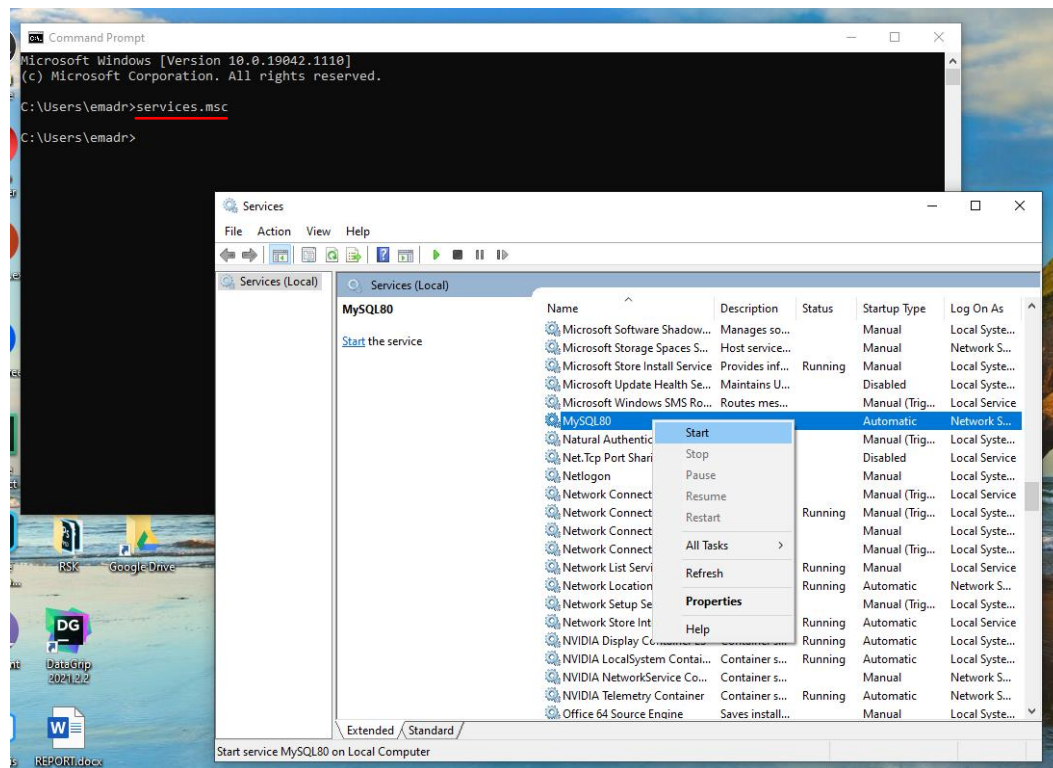 Command Prompt
Microsoft Windows [Version 10.0.19042.1110]
(c) Microsoft Corporation. All rights reserved.
C:\Users\emadr>services.msc
C:\Users\emadr>
Services
File Action View Help
Services (Local)
Services (Local)
MySQL80
Start the service
Name Description Status Startup Type Log On As
Microsoft Software Shadow... Manages so... Manual Local Syste...
Microsoft Storage Spaces S... Host service... Manual Network S...
Microsoft Store Install Service Provides inf... Running Manual Local Syste...
Microsoft Update Health Se... Maintains U... Disabled Local Syste...
Microsoft Windows SMS Ro... Routes mes... Manual (Trig... Local Service
MySQL80 Automatic Network S...
Natural Authentic Manual (Trig... Local Syste...
Net.Tcp Port Shari Disabled Local Service
Netlogon Manual Local Syste...
Network Connect Manual (Trig... Local Service
Network Connect Running Manual (Trig... Local Syste...
Network Connect Manual Local Syste...
Network Connect Manual (Trig... Local Syste...
Network List Servi Running Manual Local Service
Network Location Running Automatic Network S...
Network Setup Se Manual (Trig... Local Syste...
Network Store Int Running Automatic Local Service
NVIDIA Display Running Automatic Local Syste...
NVIDIA LocalSystem Contai... Container s... Running Automatic Local Syste...
NVIDIA NetworkService Co... Container s... Manual Network S...
NVIDIA Telemetry Container Container s... Running Automatic Network S...
Office 64 Source Engine Saves install... Manual Local Syste...
Start
Stop
Pause
Resume
Restart
All Tasks
Refresh
Properties
Help
Extended Standard
Start service MySQL80 on Local Computer
RSK
Google Drive
DG
DataGrip
2021.2.2
W
REPORT.docx